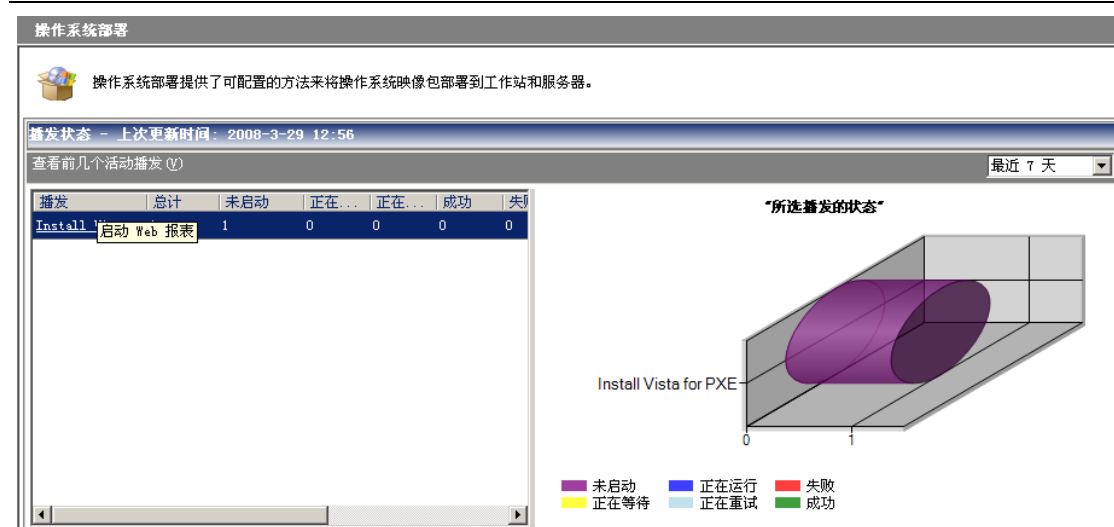 操作系统部署
操作系统部署提供了可配置的方法来将操作系统映像包部署到工作站和服务器。
播发状态 - 上次更新时间: 2008-3-29 12:56
查看前几个活动播发(V)
最近 7 天
播发 总计 未启动 正在... 正在... 成功 失败
Install 1 0 0 0 0
启动 Web 报表
"所选播发的状态"
Install Vista for PXE
0 1
未启动 正在运行 失败
正在等待 正在重试 成功